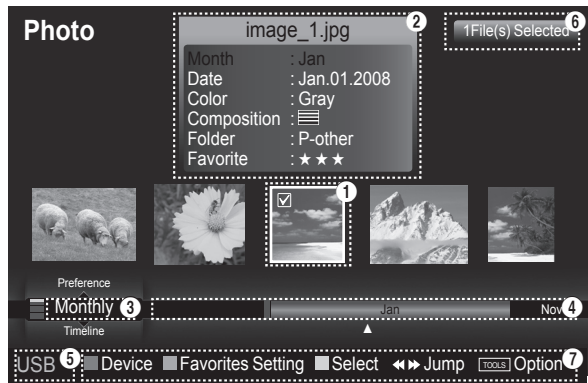 Photo
image_1.jpg
2
1File(s) Selected
6
Month : Jan
Date : Jan.01.2008
Color : Gray
Composition :
Folder : P-other
Favorite : ★★★
1
Preference
Monthly 3
Jan
Nov 4
Timeline
USB 5 Device Favorites Setting Select ◀◀ ▶▶ Jump TOOLS Option 7